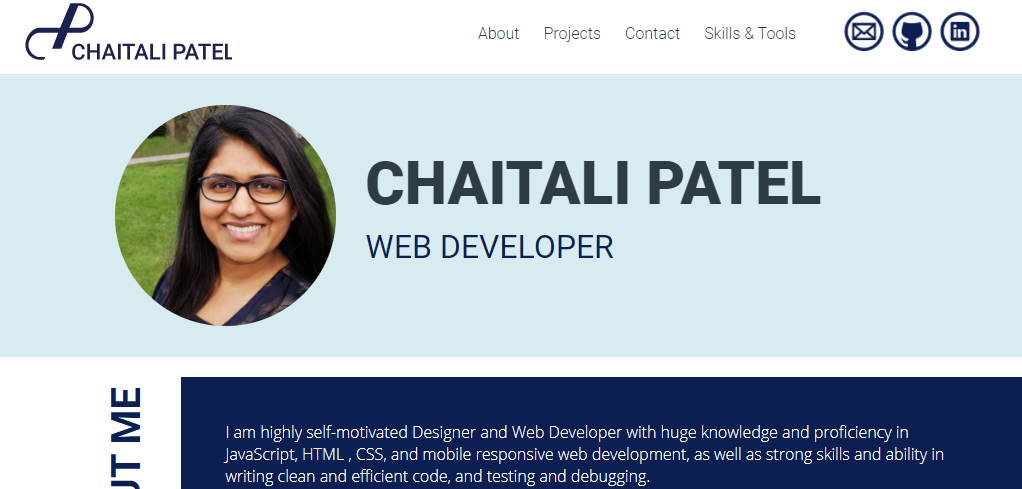 CHAITALI PATEL
About Projects Contact Skills & Tools
CHAITALI PATEL
WEB DEVELOPER
UT ME
I am highly self-motivated Designer and Web Developer with huge knowledge and proficiency in
JavaScript, HTML , CSS, and mobile responsive web development, as well as strong skills and ability in
writing clean and efficient code, and testing and debugging.